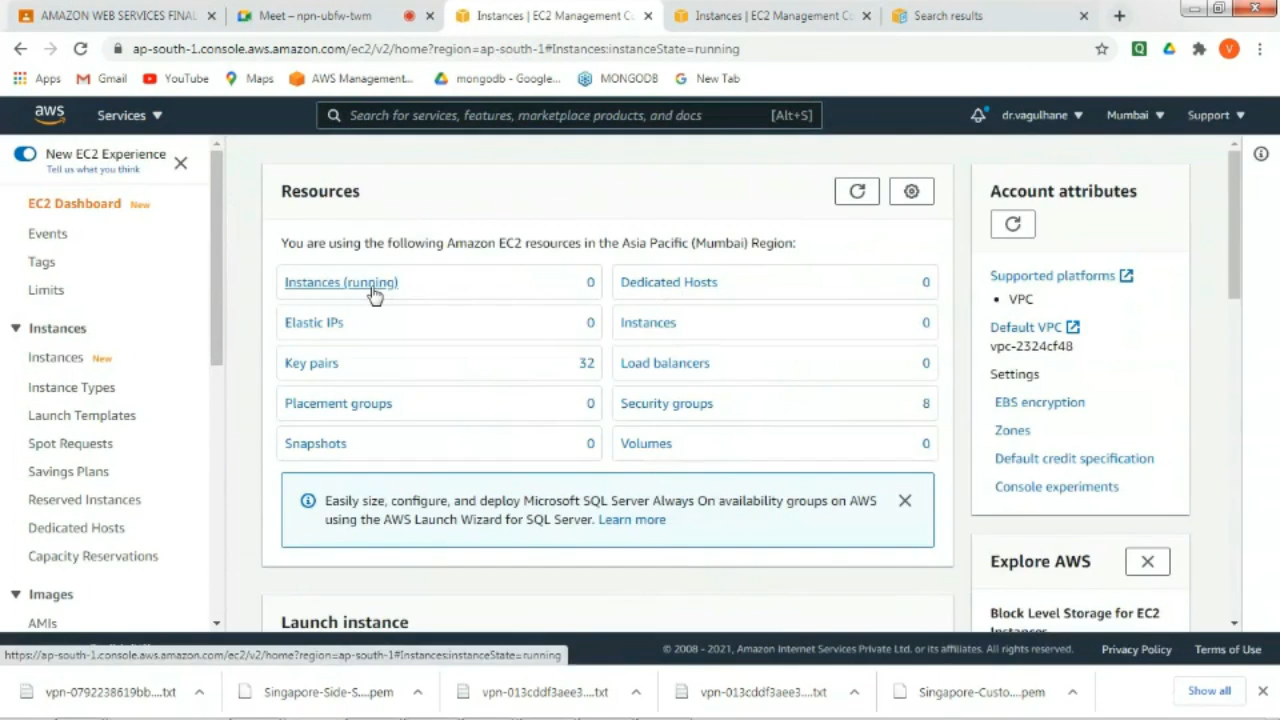 AMAZON WEB SERVICES FINAL
Meet – npn-ubfw-twm
Instances | EC2 Management Co
Instances | EC2 Management Co
Search results
ap-south-1.console.aws.amazon.com/ec2/v2/home?region=ap-south-1#Instances:instanceState=running
Apps
Gmail
YouTube
Maps
AWS Management...
mongodb - Google...
MONGODB
New Tab
aws
Services
Search for services, features, marketplace products, and docs
[Alt+S]
dr.vagulhane
Mumbai
Support
New EC2 Experience
Tell us what you think
EC2 Dashboard New
Events
Tags
Limits
Instances
Instances New
Instance Types
Launch Templates
Spot Requests
Savings Plans
Reserved Instances
Dedicated Hosts
Capacity Reservations
Images
AMIs
Resources
You are using the following Amazon EC2 resources in the Asia Pacific (Mumbai) Region:
Instances (running) 0
Dedicated Hosts 0
Elastic IPs 0
Instances 0
Key pairs 32
Load balancers 0
Placement groups 0
Security groups 8
Snapshots 0
Volumes 0
Easily size, configure, and deploy Microsoft SQL Server Always On availability groups on AWS
using the AWS Launch Wizard for SQL Server. Learn more
Launch instance
Account attributes
Supported platforms
• VPC
Default VPC
vpc-2324cf48
Settings
EBS encryption
Zones
Default credit specification
Console experiments
Explore AWS
Block Level Storage for EC2
Instances
https://ap-south-1.console.aws.amazon.com/ec2/v2/home?region=ap-south-1#Instances:instanceState=running
© 2008 - 2021, Amazon Internet Services Private Ltd. or its affiliates. All rights reserved.
Privacy Policy
Terms of Use
vpn-0792238619bb....txt
Singapore-Side-S....pem
vpn-013cddf3aee3....txt
vpn-013cddf3aee3....txt
Singapore-Custo....pem
Show all